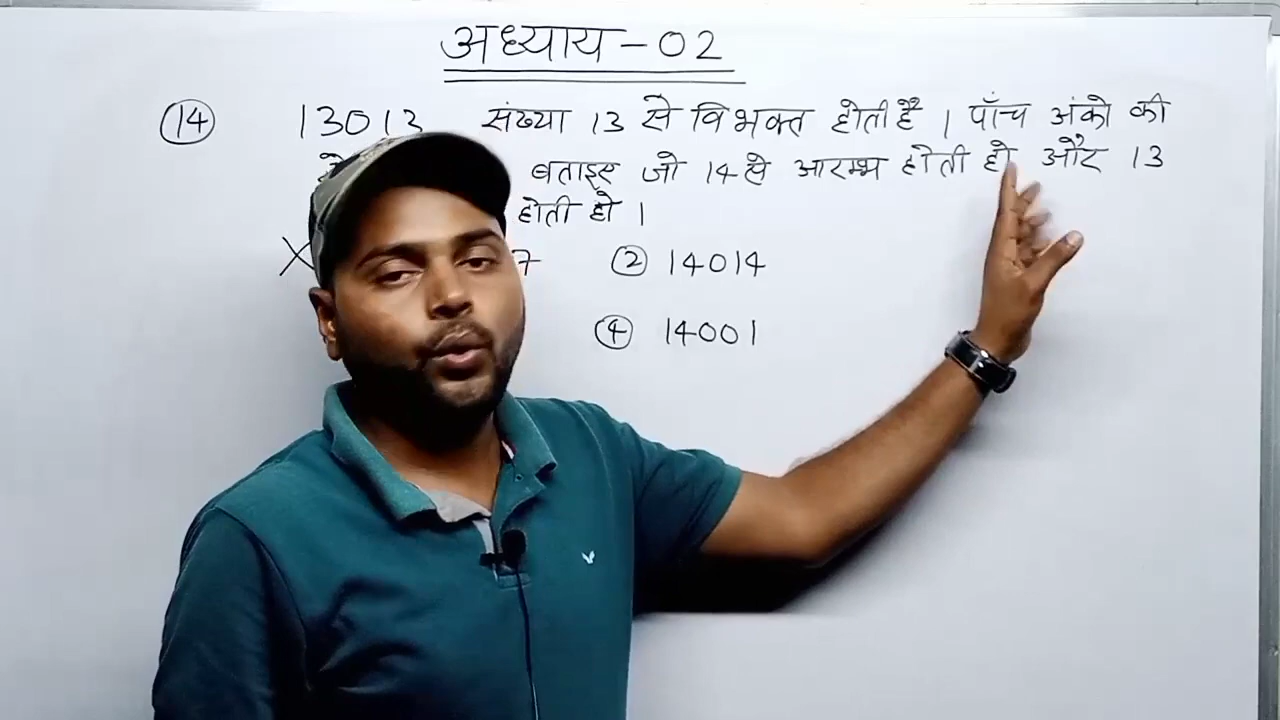 अध्याय - 02
(14) 13013 संख्या 13 से विभक्त होती है । पाँच अंको की
बताइए जो 14 से आरम्भ होती हो और 13
होती हो ।
7 (2) 14014
(4) 14001